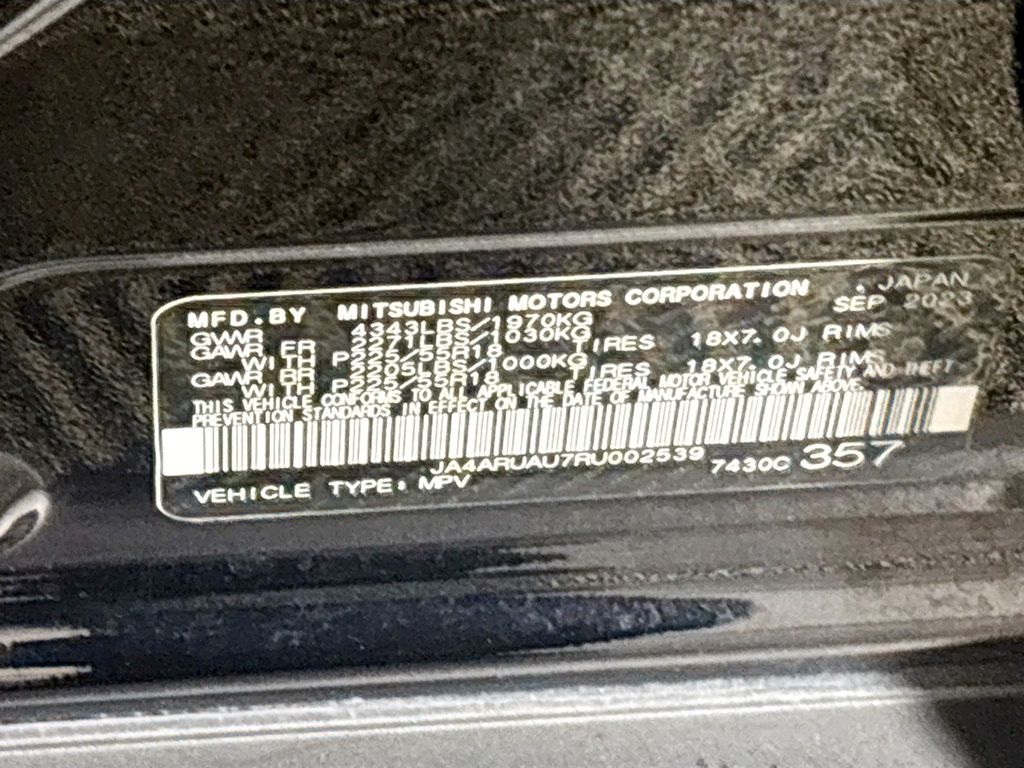 MFD. BY MITSUBISHI MOTORS CORPORATION , JAPAN
GVWR 4343LBS/1970KG SEP 2023
GAWR FR 2271LBS/1030KG
WITH P225/55R18 TIRES 18X7.0J RIMS
GAWR RR 2205LBS/1000KG
WITH P225/55R18 TIRES 18X7.0J RIMS
THIS VEHICLE CONFORMS TO ALL APPLICABLE FEDERAL MOTOR VEHICLE SAFETY AND THEFT
PREVENTION STANDARDS IN EFFECT ON THE DATE OF MANUFACTURE SHOWN ABOVE.
JA4ARUAU7RU002539 7430C 357
VEHICLE TYPE: MPV